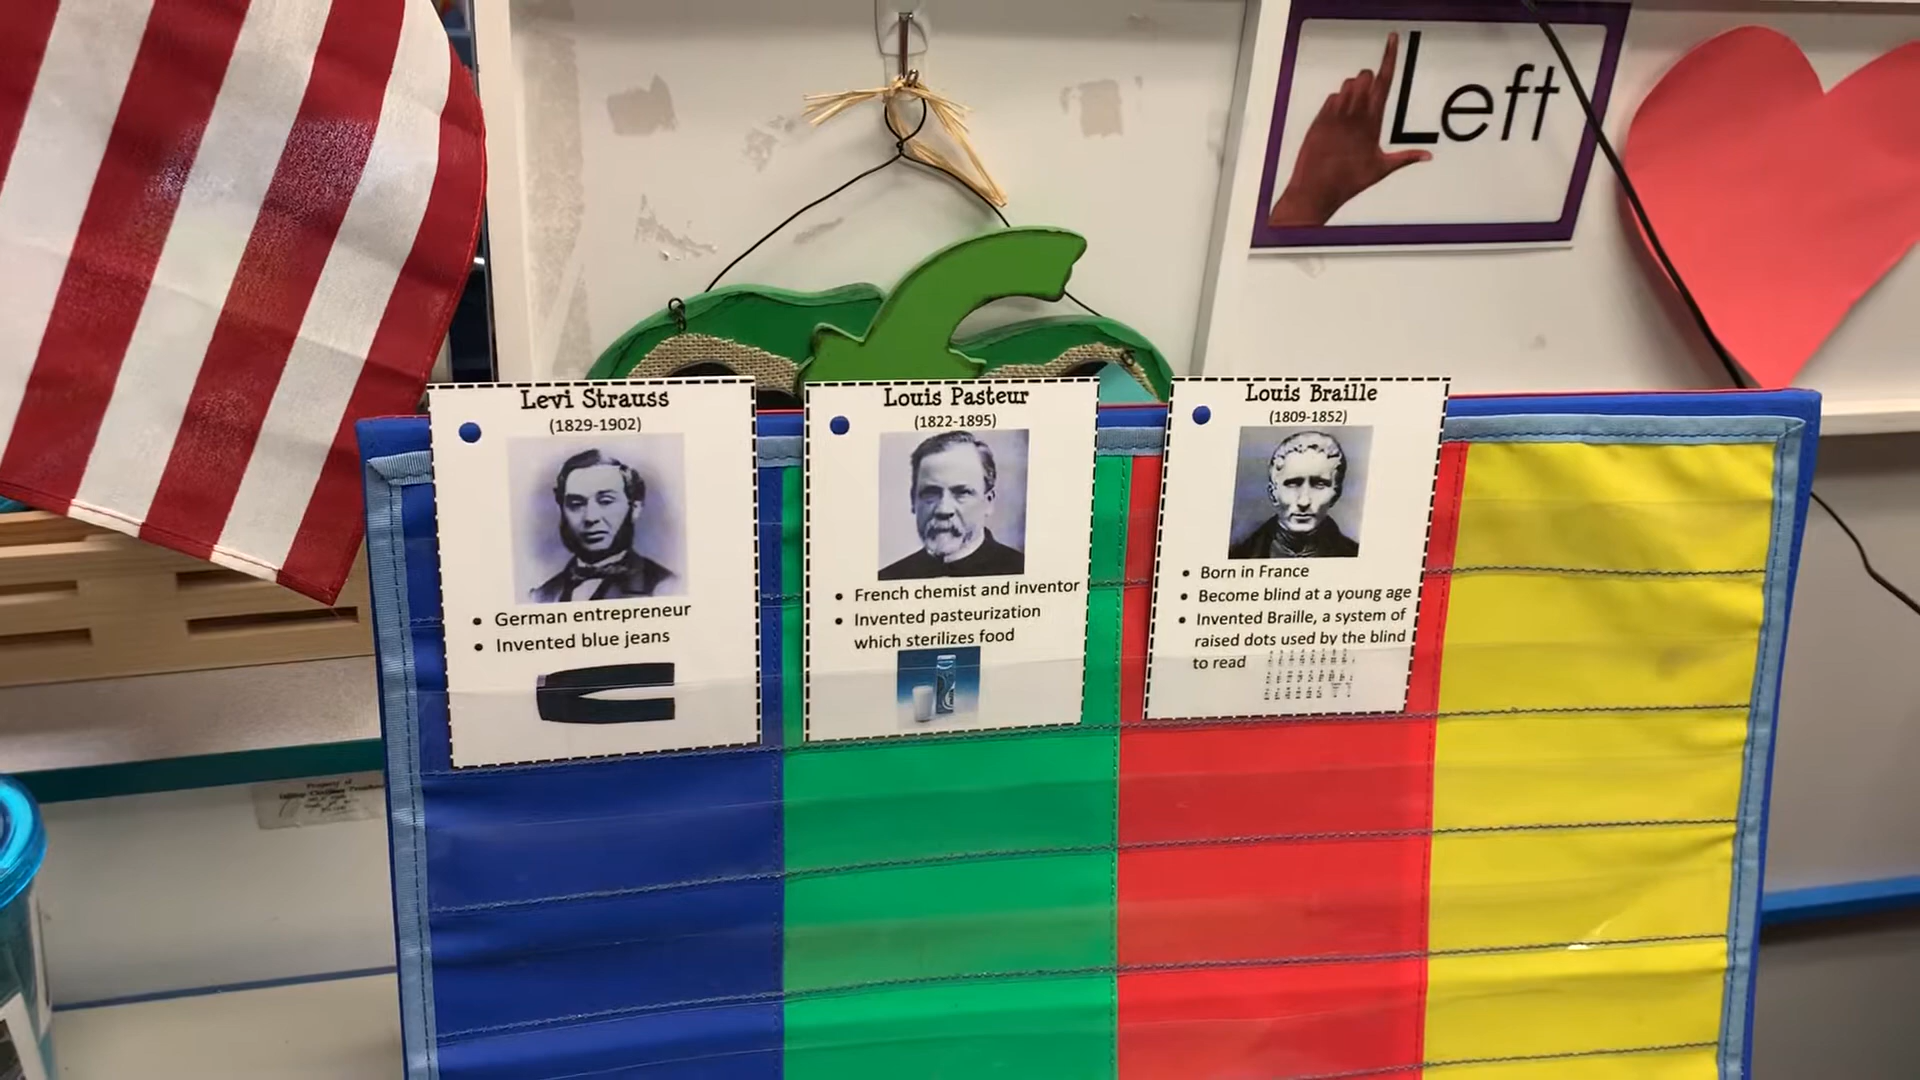 Left
Levi Strauss
(1829-1902)
• German entrepreneur
• Invented blue jeans
Louis Pasteur
(1822-1895)
• French chemist and inventor
• Invented pasteurization
which sterilizes food
Louis Braille
(1809-1852)
• Born in France
• Become blind at a young age
• Invented Braille, a system of
raised dots used by the blind
to read
Property of